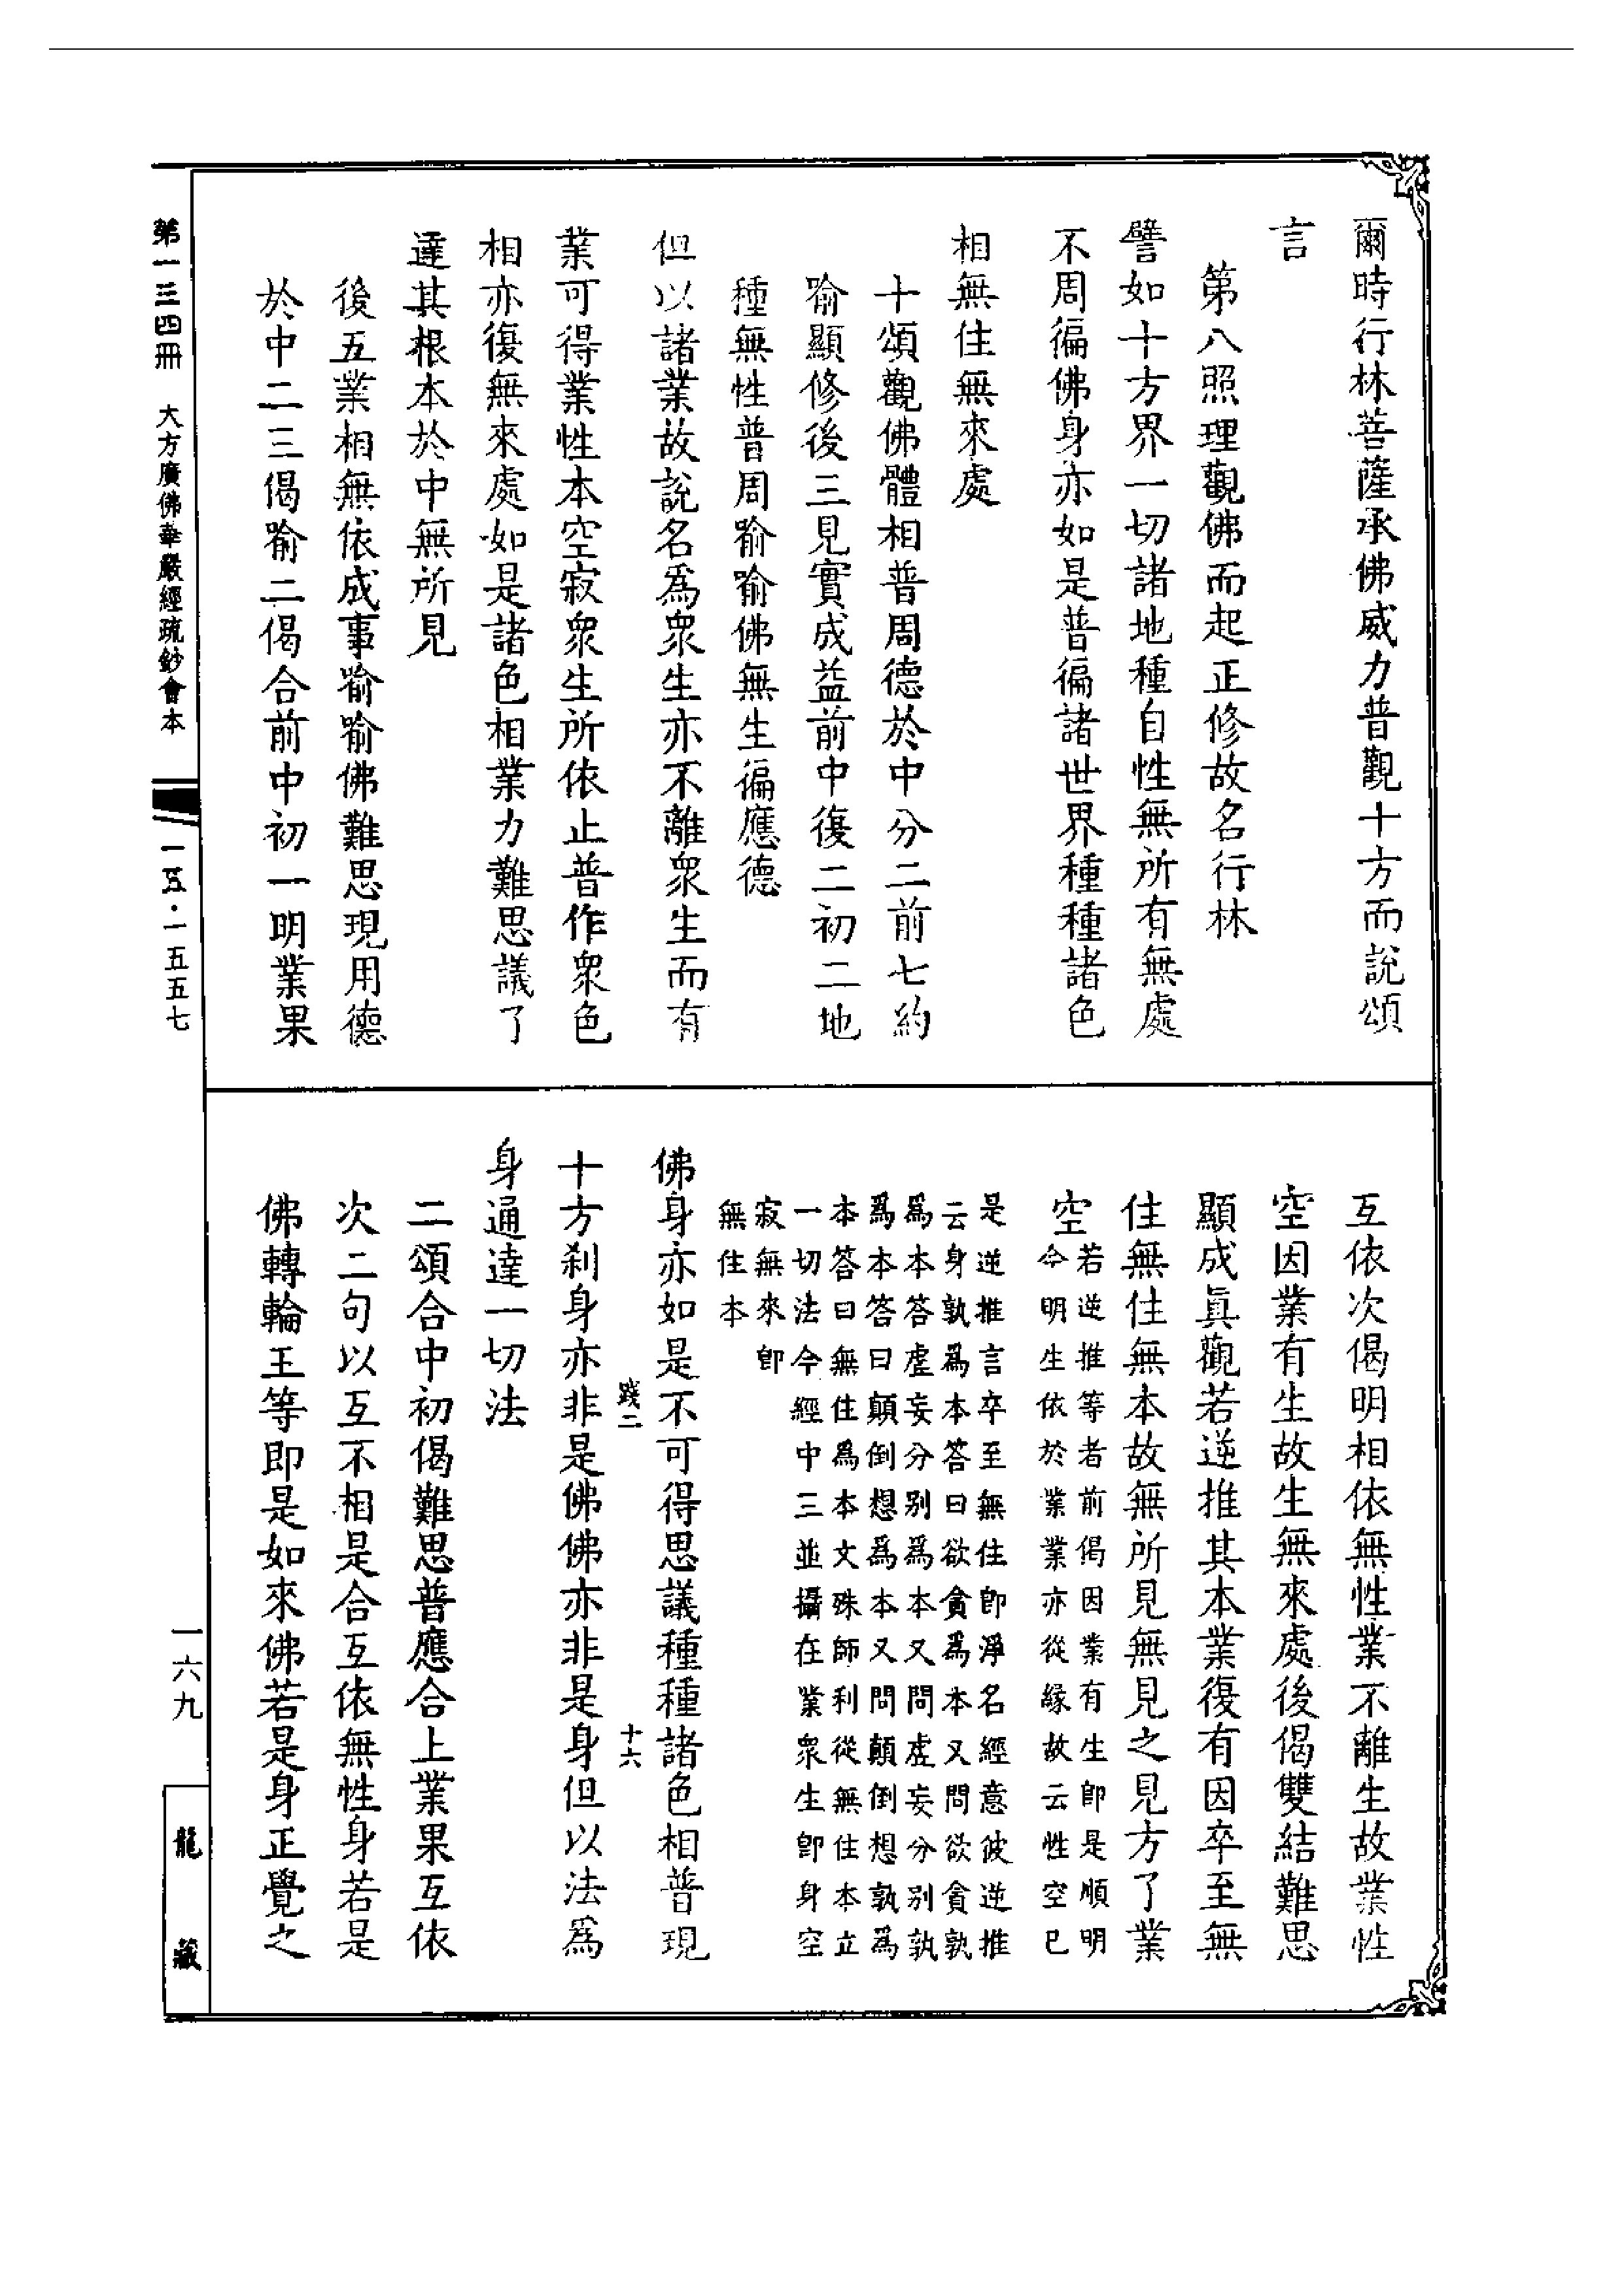 爾時行林菩薩承佛威力普觀十方而說頌
言
第八照理觀佛而起正修故名行林
譬如十方界一切諸地種自性無所有無處
不周徧佛身亦如是普徧諸世界種種諸色
相無住無來處
十頌觀佛體相普周德於中分二前七約
喻顯修後三見實成益前中復二初二地
種無性普周喻喻佛無生徧應德
但以諸業故說名爲衆生亦不離衆生而有
業可得業性本空寂衆生所依止普作衆色
相亦復無來處如是諸色相業力難思議了
達其根本於中無所見
後五業相無依成事喻喻佛難思現用德
於中二三偈喻二偈合前中初一明業果
互依次偈明相依無性業不離生故業性
空因業有生故生無來處後偈雙結難思
顯成眞觀若逆推其本業復有因卒至無
住無住無本故無所見無見之見方了業
空
若逆推等者前偈因業有生即是順明
今明生依於業業亦從緣故云性空已
是逆推言卒至無住即淨名經意彼逆推
云身孰爲本答曰欲貪爲本又問欲貪孰
爲本答虛妄分別爲本又問虛妄分別孰
爲本答曰顛倒想爲本又問顛倒想孰爲
本答曰無住爲本文殊師利從無住本立
一切法今經中三並攝在業衆生即身空
寂無來即
無住本
佛身亦如是不可得思議種種諸色相普現
踐二
十六
十方刹身亦非是佛佛亦非是身但以法爲
身通達一切法
二頌合中初偈難思普應合上業果互依
次二句以互不相是合互依無性身若是
佛轉輪王等即是如來佛若是身正覺之
第一三四冊 大方廣佛華嚴經疏鈔會本
一五·一五五七
一六九
龍藏